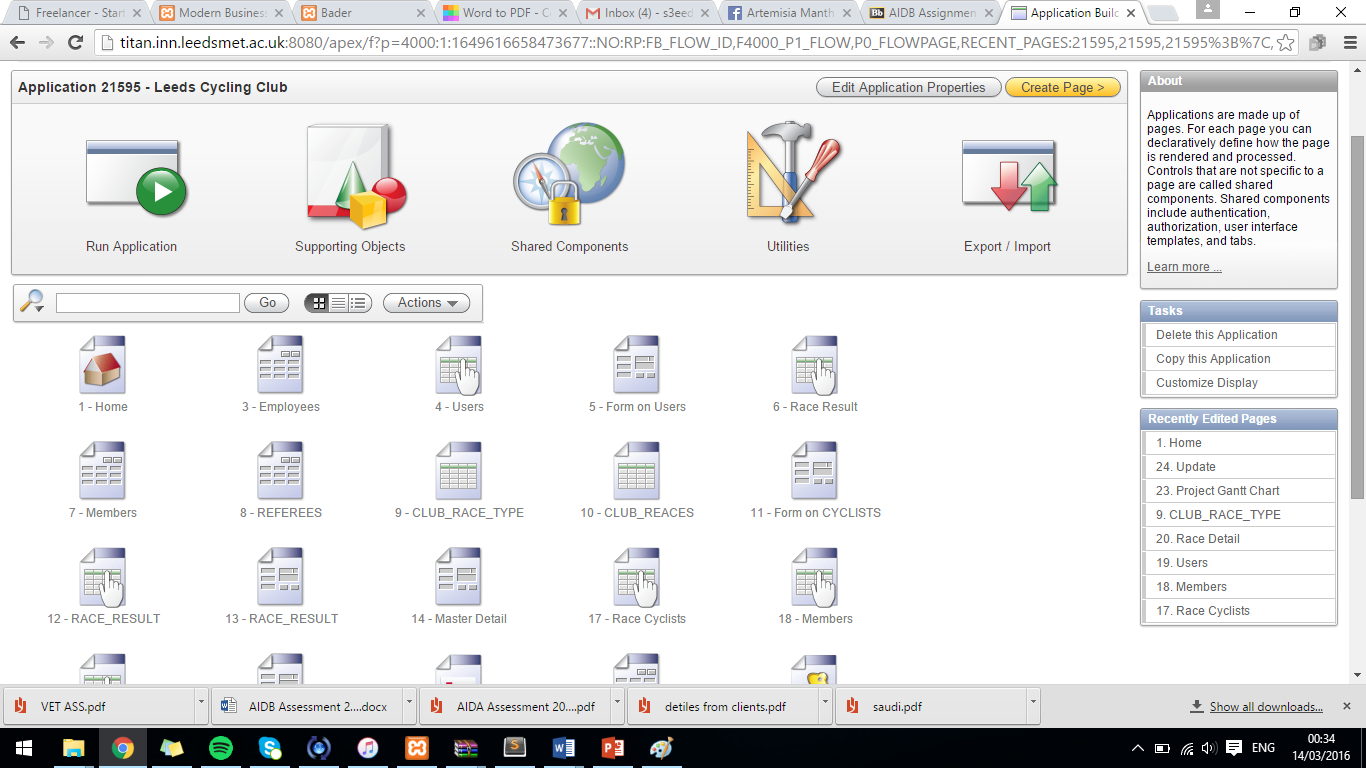 Freelancer - Start
Modern Business
Bader
Word to PDF - Co
Inbox (4) - s3eed
Artemisia Manth
Bb AIDB Assignmen
Application Build
titan.inn.leedsmet.ac.uk:8080/apex/f?p=4000:1:1649616658473677::NO:RP:FB_FLOW_ID,F4000_P1_FLOW,P0_FLOWPAGE,RECENT_PAGES:21595,21595,21595%3B%7C,
Application 21595 - Leeds Cycling Club
Edit Application Properties
Create Page >
Run Application
Supporting Objects
Shared Components
Utilities
Export / Import
Go
Actions
1 - Home
3 - Employees
4 - Users
5 - Form on Users
6 - Race Result
7 - Members
8 - REFEREES
9 - CLUB_RACE_TYPE
10 - CLUB_REACES
11 - Form on CYCLISTS
12 - RACE_RESULT
13 - RACE_RESULT
14 - Master Detail
17 - Race Cyclists
18 - Members
About
Applications are made up of
pages. For each page you can
declaratively define how the page
is rendered and processed.
Controls that are not specific to a
page are called shared
components. Shared components
include authentication,
authorization, user interface
templates, and tabs.
Learn more ...
Tasks
Delete this Application
Copy this Application
Customize Display
Recently Edited Pages
1. Home
24. Update
23. Project Gantt Chart
9. CLUB_RACE_TYPE
20. Race Detail
19. Users
18. Members
17. Race Cyclists
VET ASS.pdf
AIDB Assessment 2....docx
AIDA Assessment 20....pdf
detiles from clients.pdf
saudi.pdf
Show all downloads...
ENG
00:34
14/03/2016